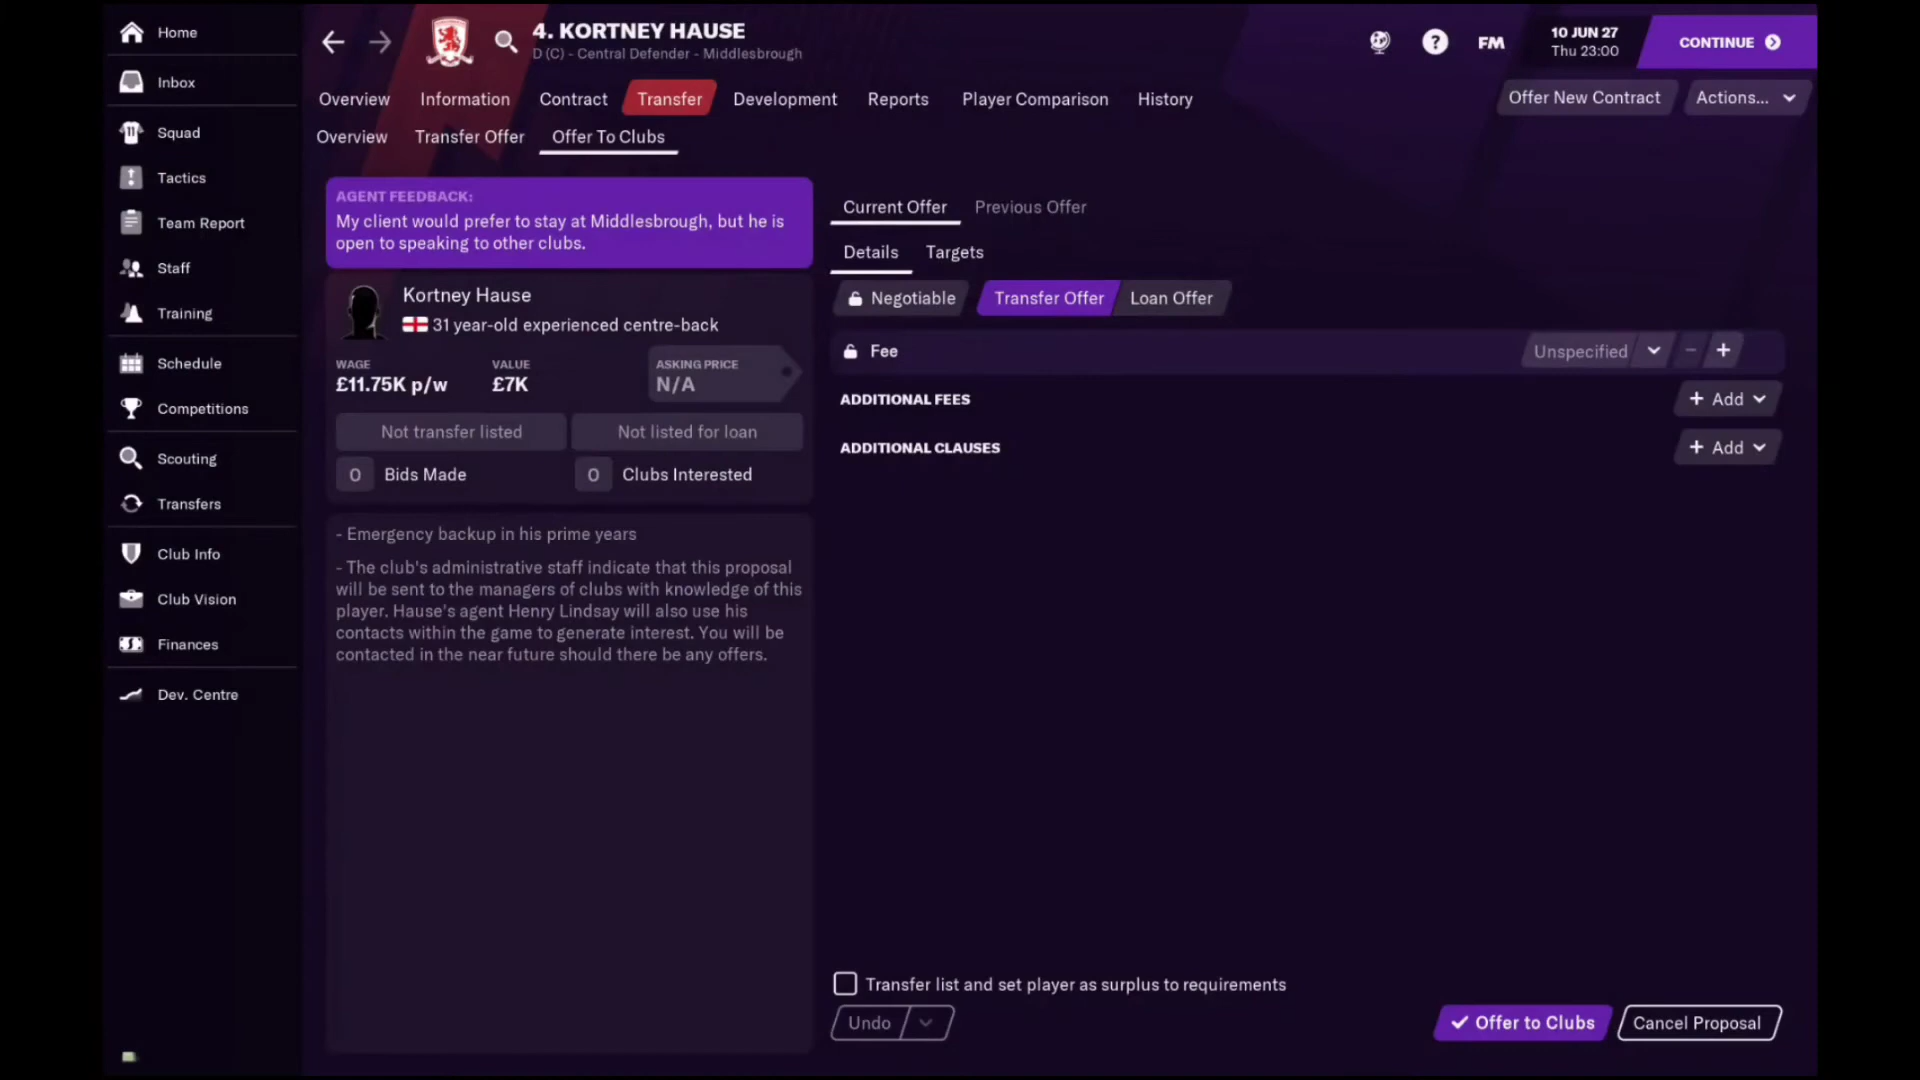 Home
Inbox
Squad
Tactics
Team Report
Staff
Training
Schedule
Competitions
Scouting
Transfers
Club Info
Club Vision
Finances
Dev. Centre
4. KORTNEY HAUSE
D (C) - Central Defender - Middlesbrough
?
FM
10 JUN 27
Thu 23:00
CONTINUE
Overview Information Contract Transfer Development Reports Player Comparison History
Offer New Contract Actions...
Overview Transfer Offer Offer To Clubs
AGENT FEEDBACK:
My client would prefer to stay at Middlesbrough, but he is
open to speaking to other clubs.
Kortney Hause
31 year-old experienced centre-back
WAGE
£11.75K p/w
VALUE
£7K
ASKING PRICE
N/A
Not transfer listed Not listed for loan
0 Bids Made 0 Clubs Interested
- Emergency backup in his prime years
- The club's administrative staff indicate that this proposal
will be sent to the managers of clubs with knowledge of this
player. Hause's agent Henry Lindsay will also use his
contacts within the game to generate interest. You will be
contacted in the near future should there be any offers.
Current Offer Previous Offer
Details Targets
Negotiable Transfer Offer Loan Offer
Fee Unspecified - +
ADDITIONAL FEES + Add
ADDITIONAL CLAUSES + Add
Transfer list and set player as surplus to requirements
Undo Offer to Clubs Cancel Proposal